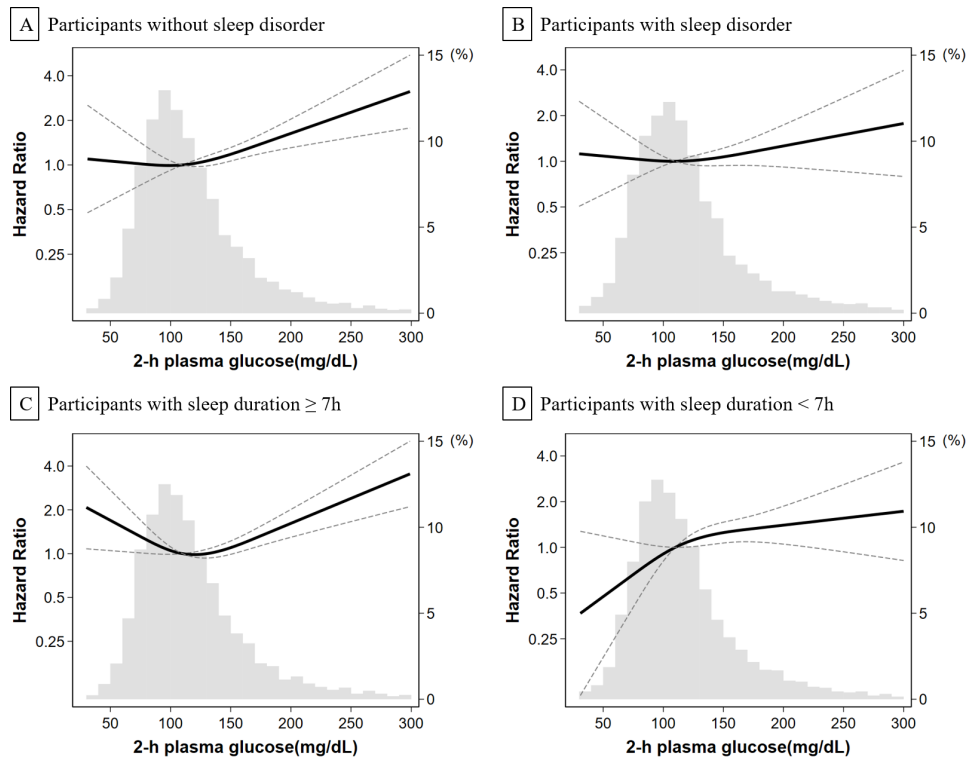 A Participants without sleep disorder
15 (%)
4.0
2.0
10
1.0
0.5
5
0.25
0
Hazard Ratio
50 100 150 200 250 300
2-h plasma glucose(mg/dL)
B Participants with sleep disorder
15 (%)
4.0
2.0
10
1.0
0.5
5
0.25
0
Hazard Ratio
50 100 150 200 250 300
2-h plasma glucose(mg/dL)
C Participants with sleep duration ≥ 7h
15 (%)
4.0
2.0
10
1.0
0.5
5
0.25
0
Hazard Ratio
50 100 150 200 250 300
2-h plasma glucose(mg/dL)
D Participants with sleep duration < 7h
15 (%)
4.0
2.0
10
1.0
0.5
5
0.25
0
Hazard Ratio
50 100 150 200 250 300
2-h plasma glucose(mg/dL)